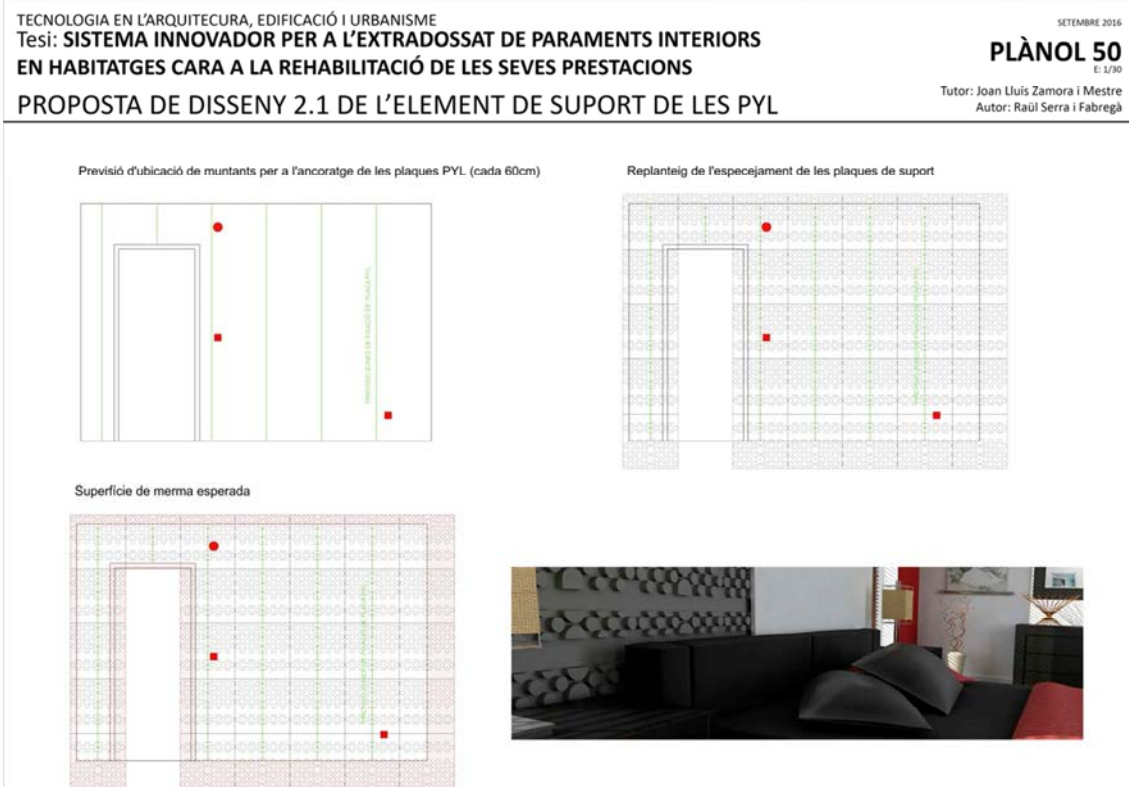 TECNOLOGIA EN L'ARQUITECURA, EDIFICACIÓ I URBANISME
Tesi: SISTEMA INNOVADOR PER A L'EXTRADOSSAT DE PARAMENTS INTERIORS
EN HABITATGES CARA A LA REHABILITACIÓ DE LES SEVES PRESTACIONS
PROPOSTA DE DISSENY 2.1 DE L'ELEMENT DE SUPORT DE LES PYL
SETEMBRE 2016
PLÀNOL 50
E: 1/30
Tutor: Joan Lluís Zamora i Mestre
Autor: Raül Serra i Fabregà
Previsió d'ubicació de muntants per a l'ancoratge de les plaques PYL (cada 60cm)
Replanteig de l'especejament de les plaques de suport
Superfície de merma esperada